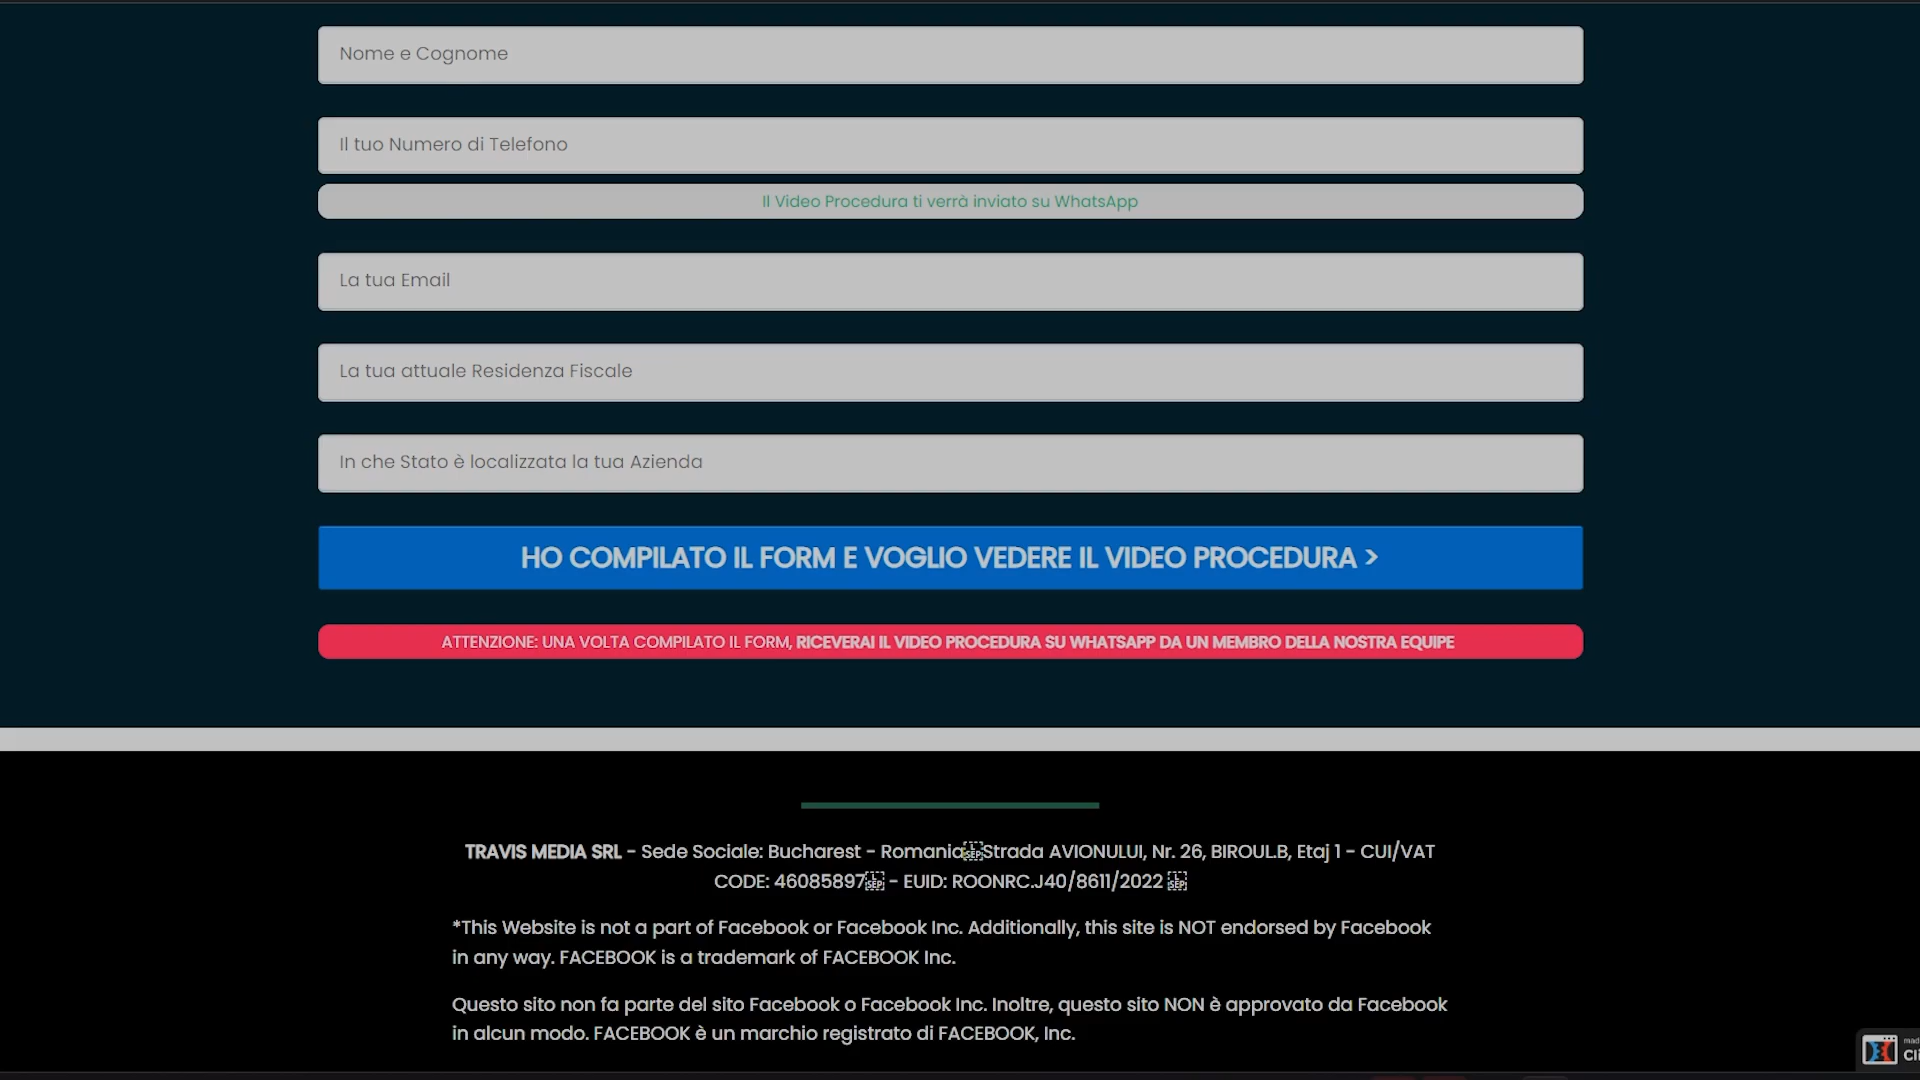 Nome e Cognome
Il tuo Numero di Telefono
Il Video Procedura ti verrà inviato su WhatsApp
La tua Email
La tua attuale Residenza Fiscale
In che Stato è localizzata la tua Azienda
HO COMPILATO IL FORM E VOGLIO VEDERE IL VIDEO PROCEDURA >
ATTENZIONE: UNA VOLTA COMPILATO IL FORM, RICEVERAI IL VIDEO PROCEDURA SU WHATSAPP DA UN MEMBRO DELLA NOSTRA EQUIPE
TRAVIS MEDIA SRL - Sede Sociale: Bucharest - Romania Strada AVIONULUI, Nr. 26, BIROUL.B, Etaj 1 - CUI/VAT
CODE: 46085897 - EUID: ROONRC.J40/8611/2022
*This Website is not a part of Facebook or Facebook Inc. Additionally, this site is NOT endorsed by Facebook
in any way. FACEBOOK is a trademark of FACEBOOK Inc.
Questo sito non fa parte del sito Facebook o Facebook Inc. Inoltre, questo sito NON è approvato da Facebook
in alcun modo. FACEBOOK è un marchio registrato di FACEBOOK, Inc.